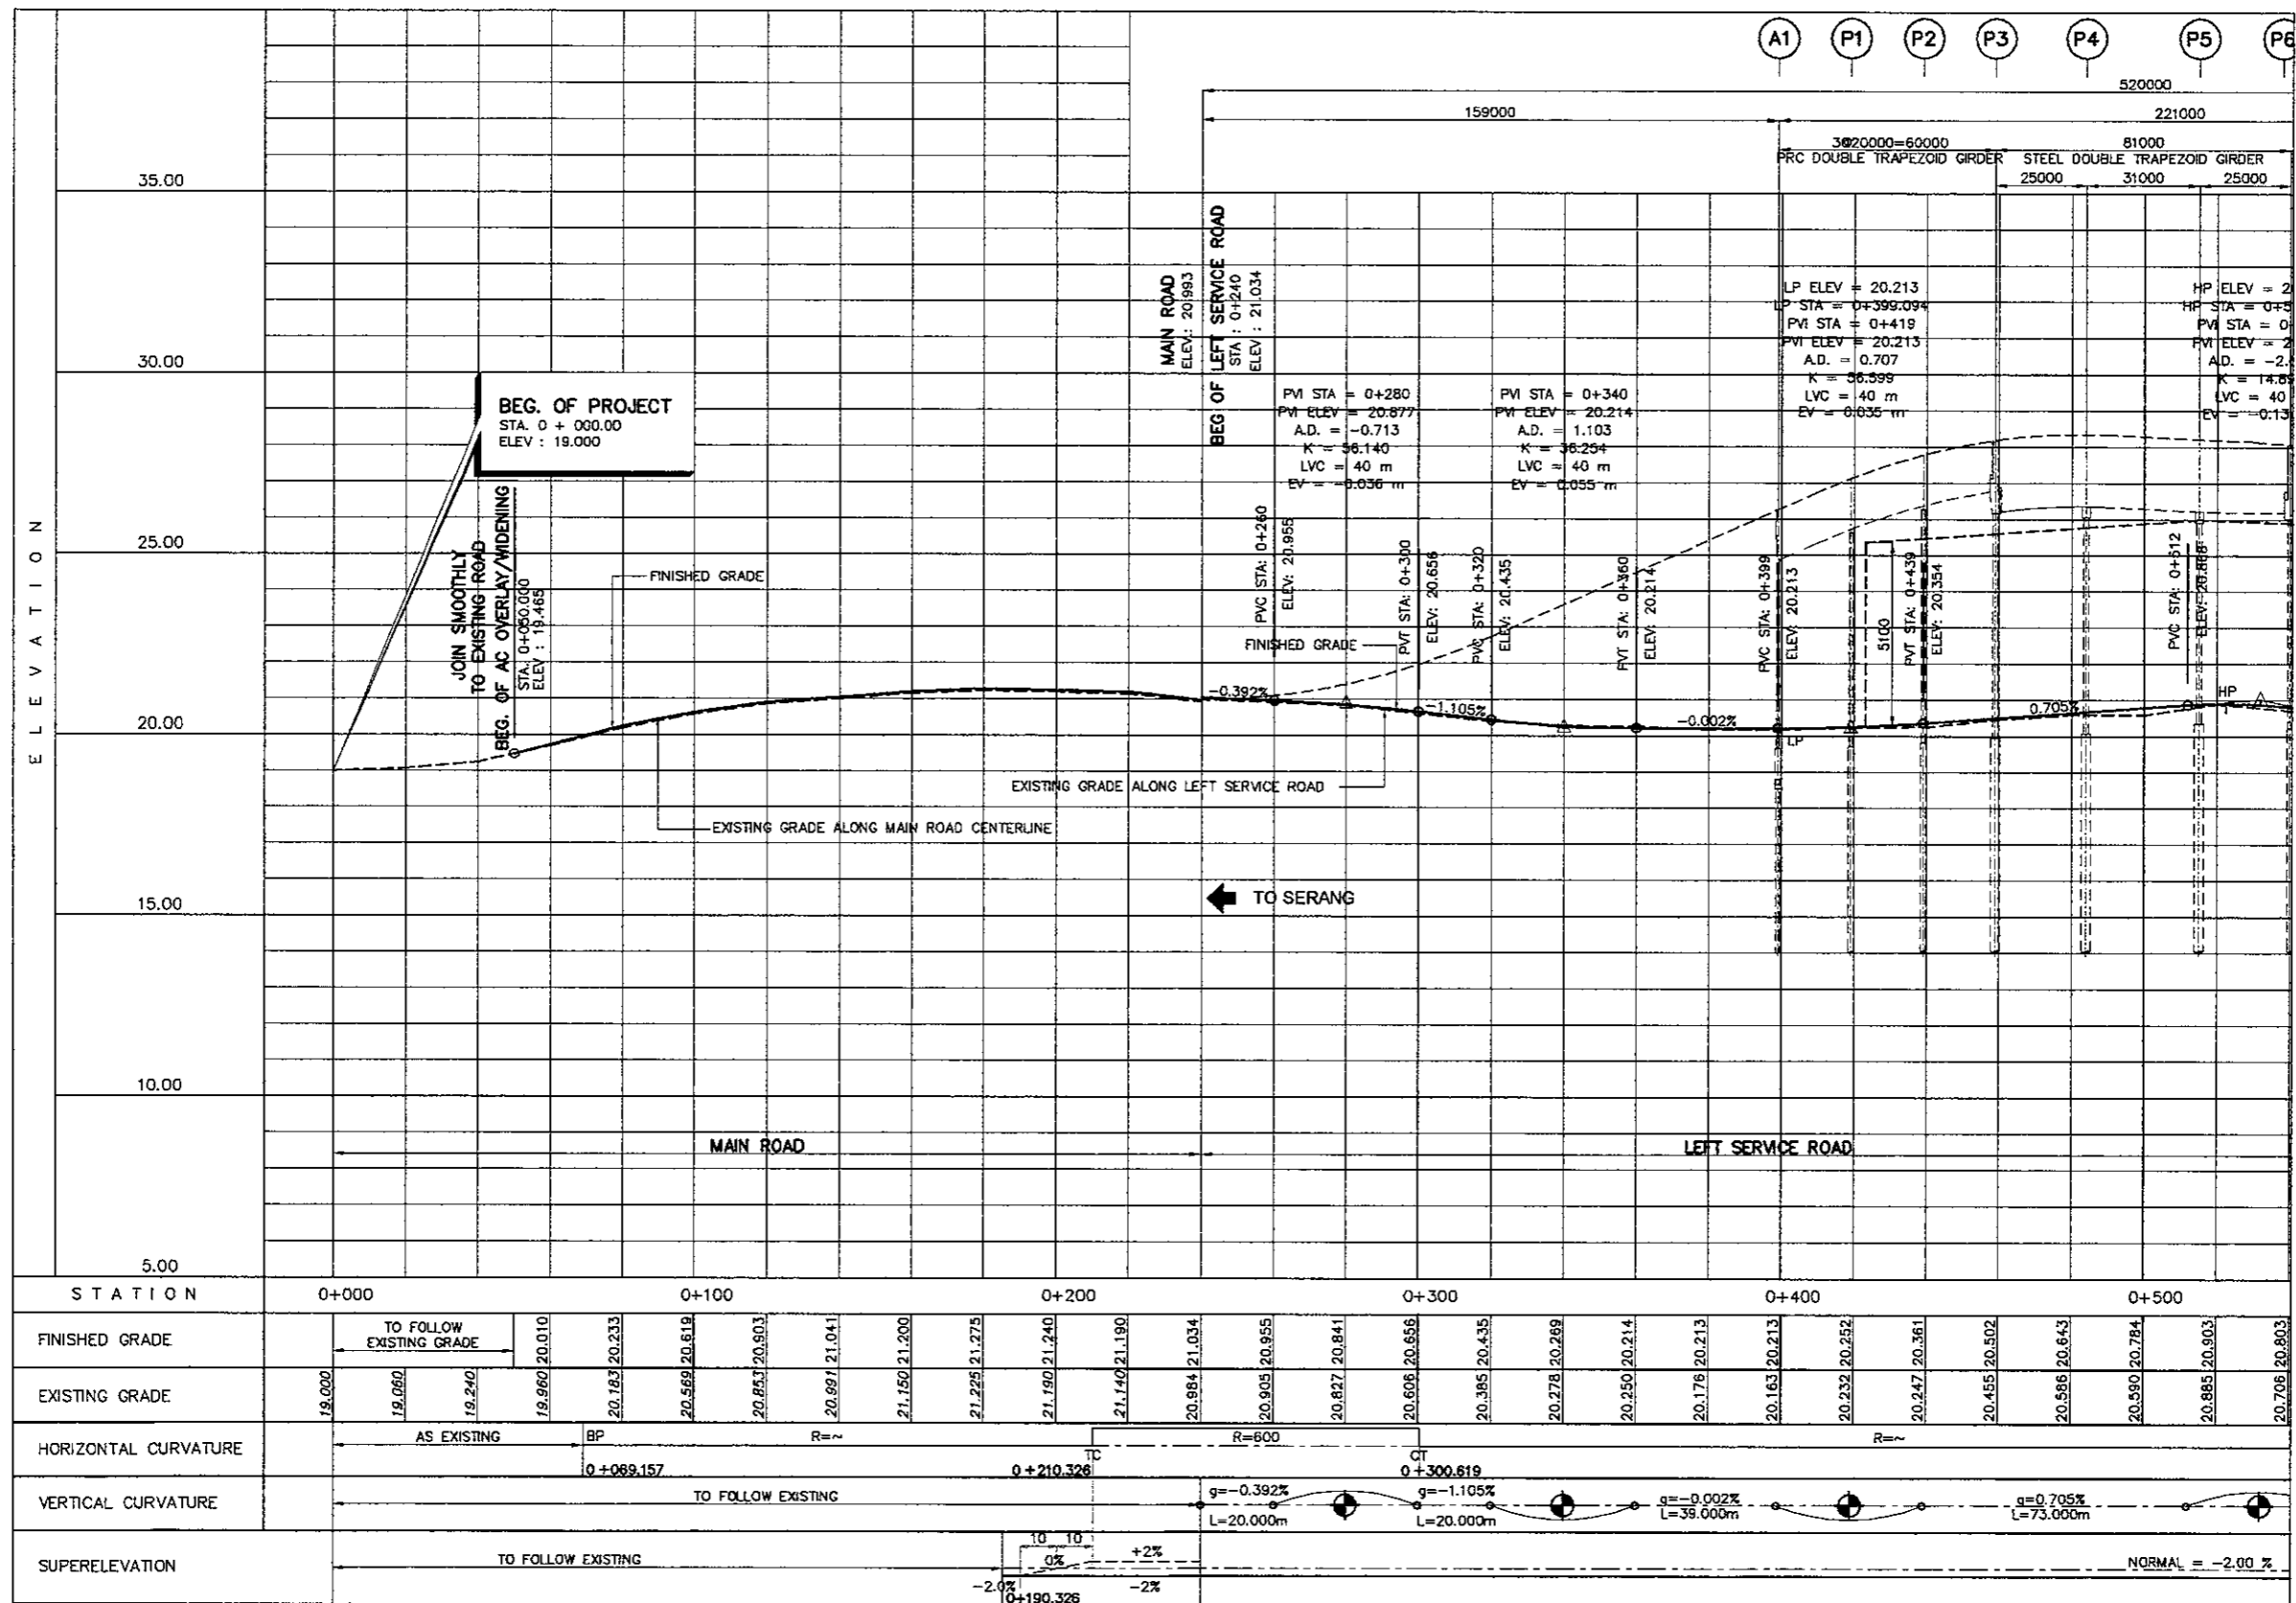 A1 P1 P2 P3 P4 P5 P6
520000
159000
221000
3@20000=60000
81000
PRC DOUBLE TRAPEZOID GIRDER
STEEL DOUBLE TRAPEZOID GIRDER
25000
31000
25000
ELEVATION
35.00
30.00
25.00
20.00
15.00
10.00
5.00
BEG. OF PROJECT
STA. 0 + 000.00
ELEV : 19.000
JOIN SMOOTHLY
TO EXISTING ROAD
BEG. OF AC OVERLAY/WIDENING
STA. 0+050.000
ELEV : 19.465
FINISHED GRADE
EXISTING GRADE ALONG MAIN ROAD CENTERLINE
MAIN ROAD
ELEV.: 20.993
BEG OF LEFT SERVICE ROAD
STA : 0+240
ELEV : 21.034
PVI STA = 0+280
PVI ELEV = 20.877
A.D. = -0.713
K = 56.140
LVC = 40 m
EV = -0.036 m
PVI STA = 0+340
PVI ELEV = 20.214
A.D. = 1.103
K = 36.254
LVC = 40 m
EV = 0.055 m
LP ELEV = 20.213
LP STA = 0+399.094
PVI STA = 0+419
PVI ELEV = 20.213
A.D. = 0.707
K = 56.599
LVC = 40 m
EV = 0.035 m
HP ELEV = 2
HP STA = 0+5
PVI STA = 0
PVI ELEV = 2
A.D. = -2.
K = 14.8
LVC = 40
EV = -0.13
PVC STA: 0+260
ELEV: 20.955
PVT STA: 0+300
ELEV: 20.656
PVC STA: 0+320
ELEV: 20.435
PVT STA: 0+360
ELEV: 20.214
PVC STA: 0+399
ELEV: 20.213
5100
PVT STA: 0+439
ELEV: 20.354
PVC STA: 0+512
ELEV: 20.868
FINISHED GRADE
-0.392%
-1.105%
-0.002%
LP
0.705%
HP
EXISTING GRADE ALONG LEFT SERVICE ROAD
TO SERANG
MAIN ROAD
LEFT SERVICE ROAD
STATION 0+000 0+100 0+200 0+300 0+400 0+500
FINISHED GRADE
TO FOLLOW
EXISTING GRADE
20.010 20.233 20.619 20.903 21.041 21.200 21.275 21.240 21.190 21.034 20.955 20.841 20.656 20.435 20.269 20.214 20.213 20.213 20.252 20.361 20.502 20.643 20.784 20.903 20.803
EXISTING GRADE
19.000 19.060 19.240 19.960 20.183 20.569 20.853 20.991 21.150 21.225 21.190 21.140 20.984 20.905 20.827 20.606 20.385 20.278 20.250 20.176 20.163 20.232 20.247 20.455 20.586 20.590 20.885 20.706
HORIZONTAL CURVATURE
AS EXISTING
BP
R=~
R=600
R=~
0+069.157
TC
0+210.326
CT
0+300.619
VERTICAL CURVATURE
TO FOLLOW EXISTING
g=-0.392%
L=20.000m
g=-1.105%
L=20.000m
g=-0.002%
L=39.000m
g=0.705%
L=73.000m
SUPERELEVATION
TO FOLLOW EXISTING
10 10
0%
+2%
-2.0%
-2%
0+190.326
NORMAL = -2.00 %